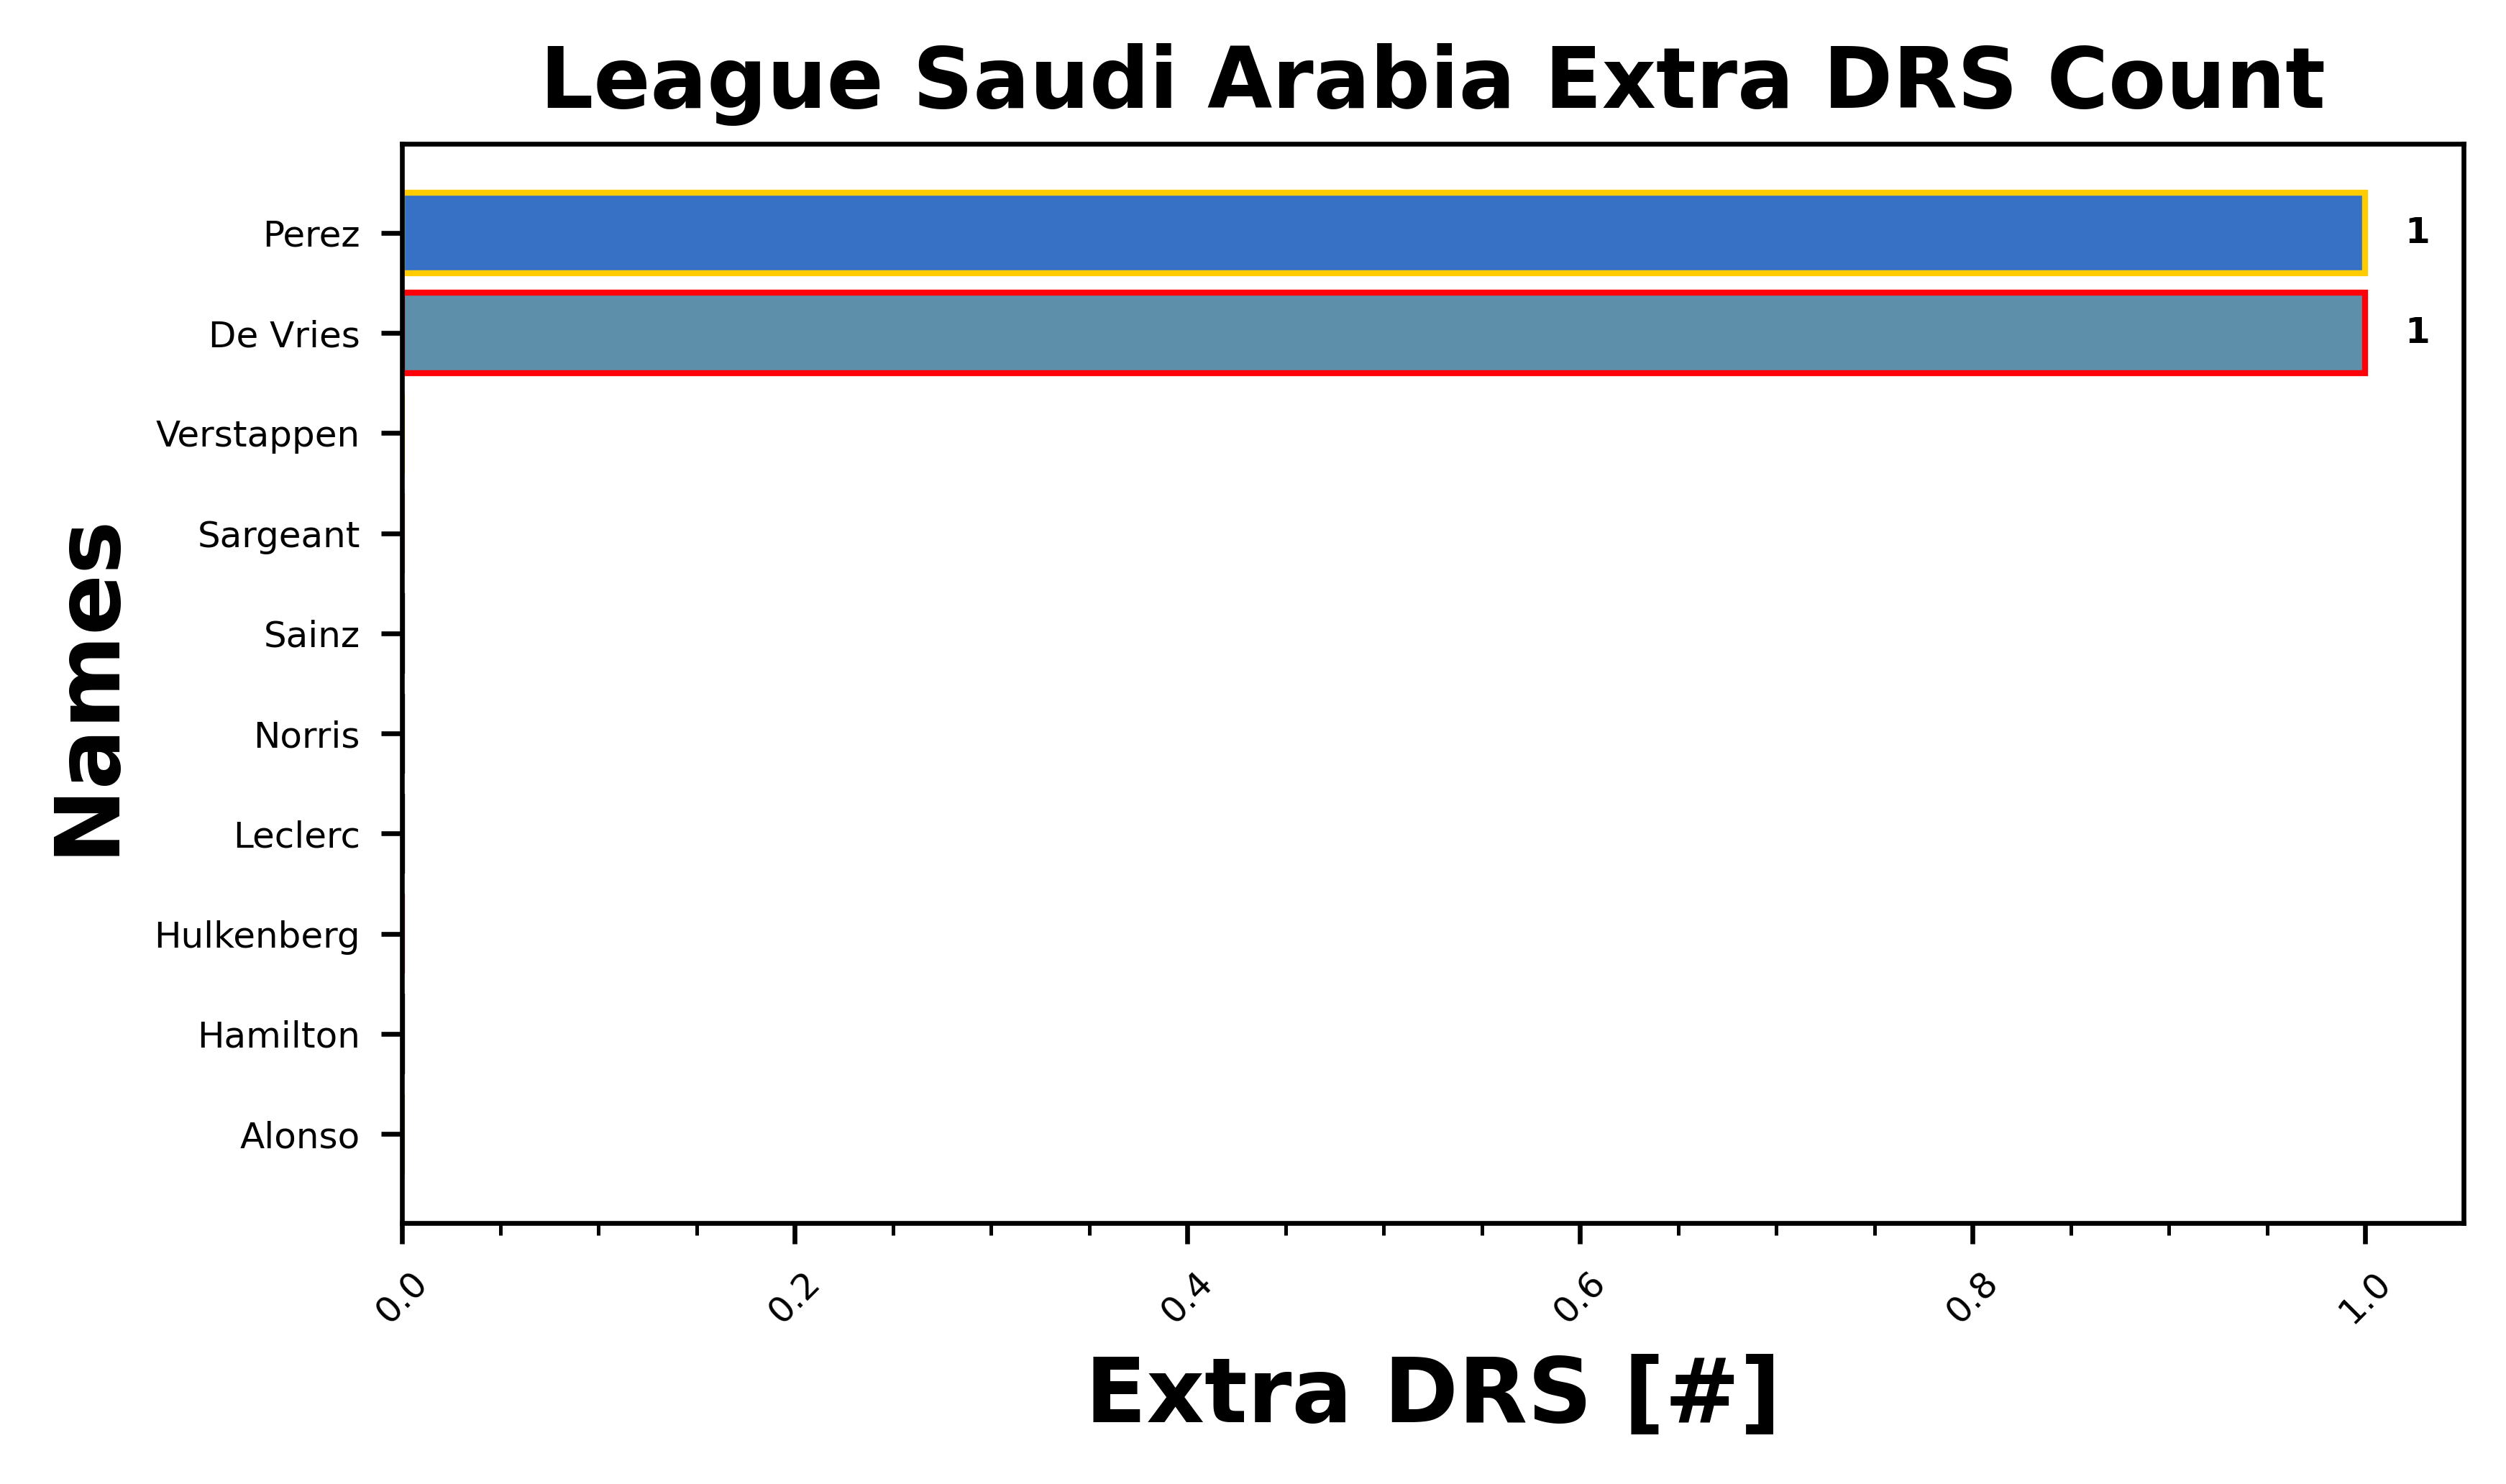 League Saudi Arabia Extra DRS Count
Perez
1
De Vries
1
Verstappen
Sargeant
Sainz
Norris
Leclerc
Hulkenberg
Hamilton
Alonso
Names
0.0
0.2
0.4
0.6
0.8
1.0
Extra DRS [#]